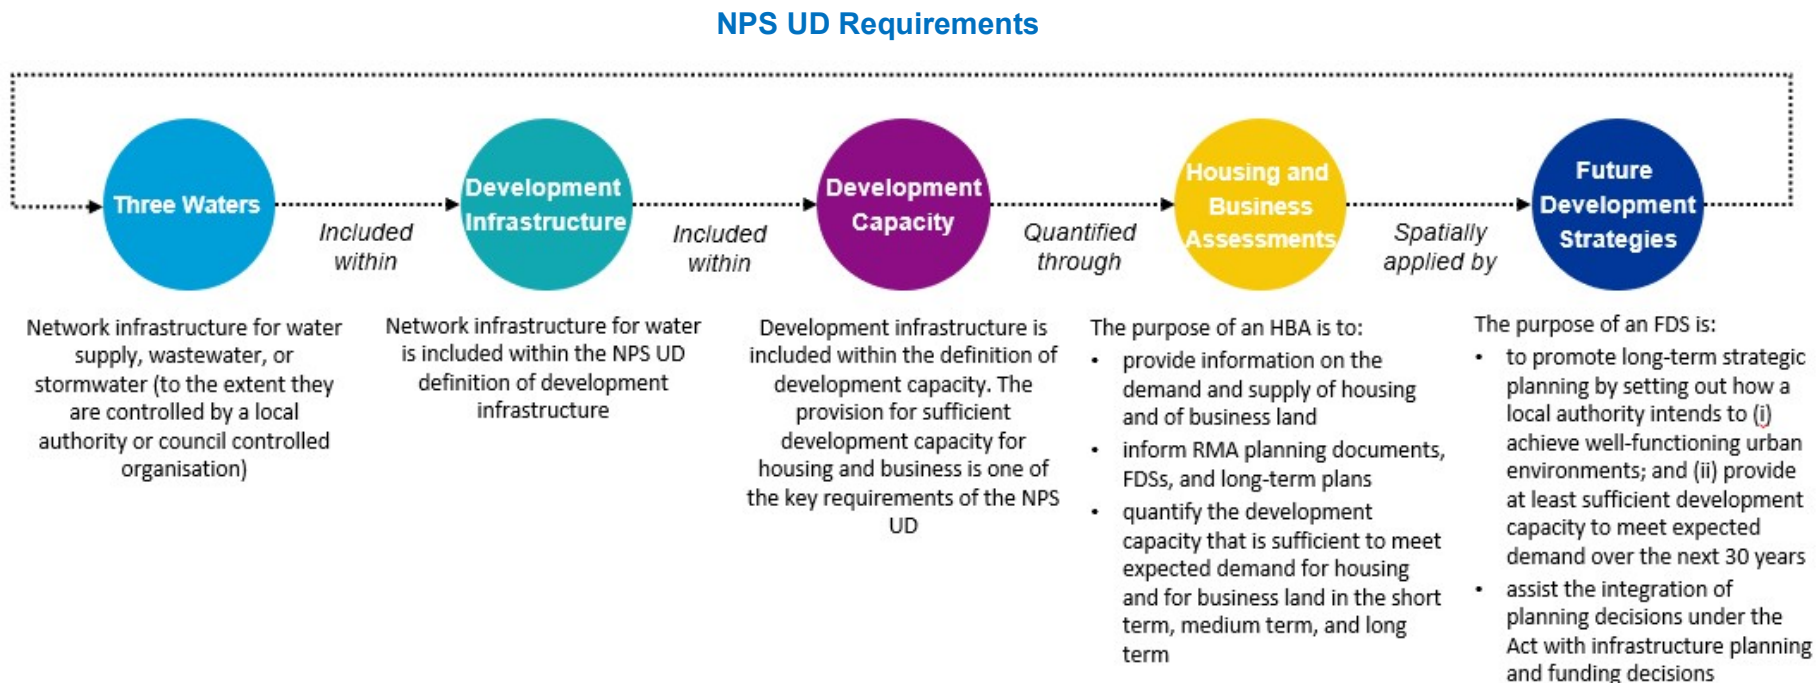 NPS UD Requirements
Three Waters
Included
within
Development
Infrastructure
Included
within
Development
Capacity
Quantified
through
Housing and
Business
Assessments
Spatially
applied by
Future
Development
Strategies
Network infrastructure for water
supply, wastewater, or
stormwater (to the extent they
are controlled by a local
authority or council controlled
organisation)
Network infrastructure for water
is included within the NPS UD
definition of development
infrastructure
Development infrastructure is
included within the definition of
development capacity. The
provision for sufficient
development capacity for
housing and business is one of
the key requirements of the NPS
UD
The purpose of an HBA is to:
• provide information on the
demand and supply of housing
and of business land
• inform RMA planning documents,
FDSs, and long-term plans
• quantify the development
capacity that is sufficient to meet
expected demand for housing
and for business land in the short
term, medium term, and long
term
The purpose of an FDS is:
• to promote long-term strategic
planning by setting out how a
local authority intends to (i)
achieve well-functioning urban
environments; and (ii) provide
at least sufficient development
capacity to meet expected
demand over the next 30 years
• assist the integration of
planning decisions under the
Act with infrastructure planning
and funding decisions